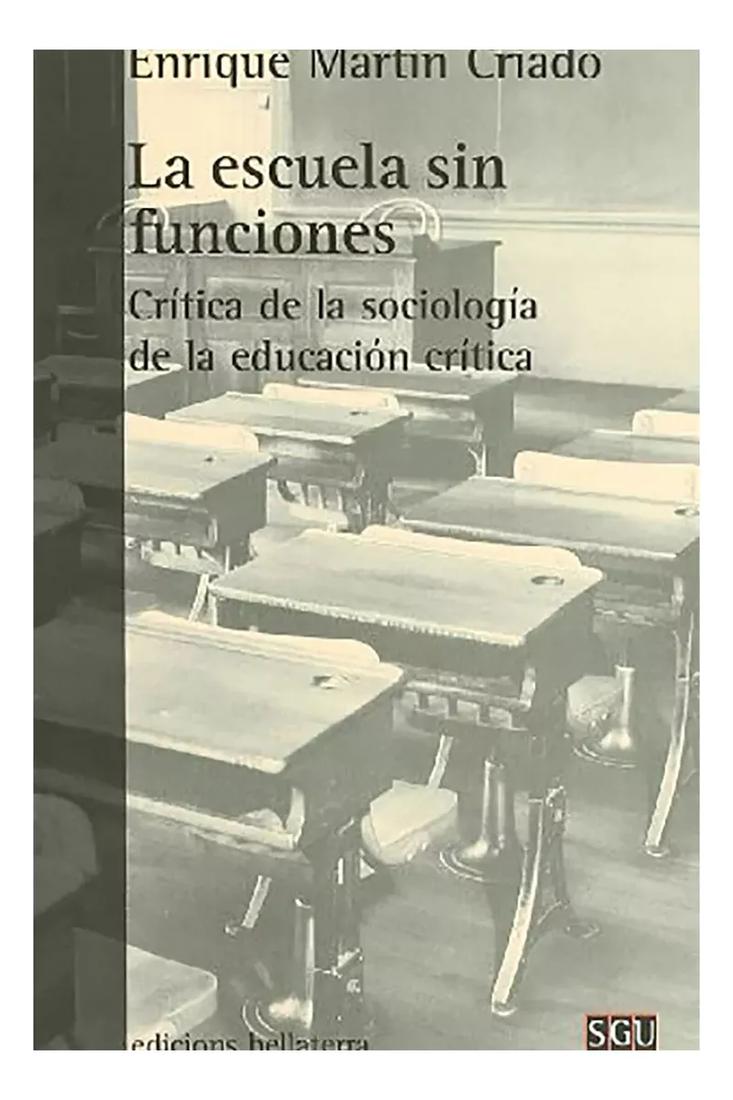 Enrique Martín Criado
La escuela sin
funciones
Crítica de la sociología
de la educación crítica
edicions bellaterra
SGU